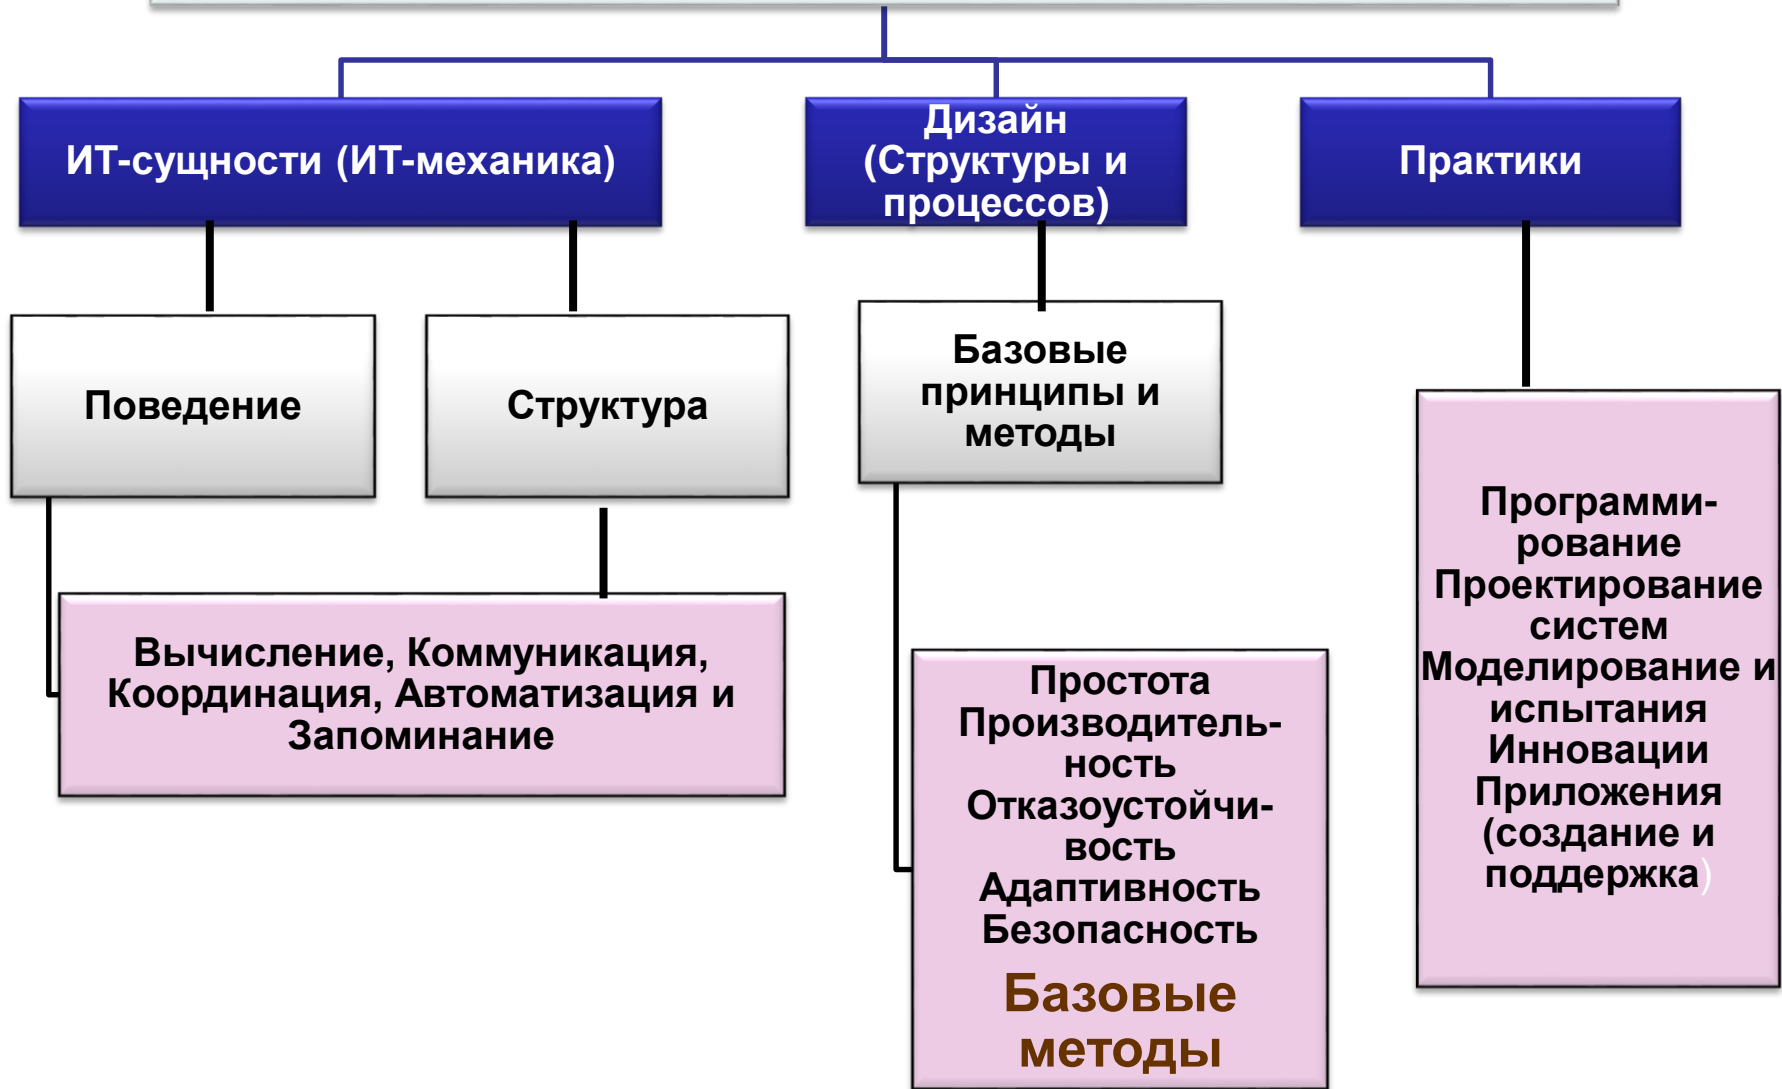 ИТ-сущности (ИТ-механика)
Дизайн
(Структуры и
процессов)
Практики
Поведение
Структура
Базовые
принципы и
методы
Вычисление, Коммуникация,
Координация, Автоматизация и
Запоминание
Простота
Производитель-
ность
Отказоустойчи-
вость
Адаптивность
Безопасность
Базовые
методы
Программи-
рование
Проектирование
систем
Моделирование и
испытания
Инновации
Приложения
(создание и
поддержка)